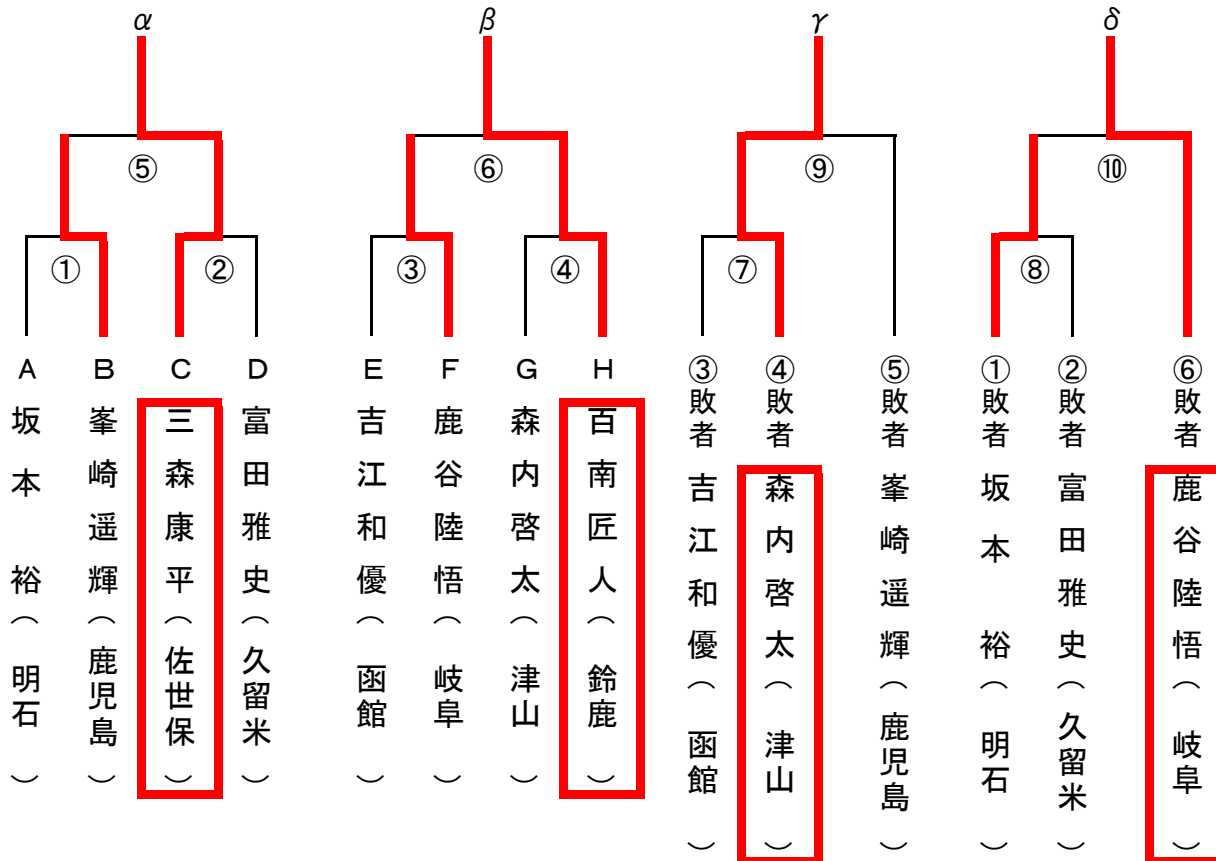 α
β
γ
δ
⑤
⑥
⑨
⑩
①
②
③
④
⑦
⑧
A 坂本 裕(明石)
B 峯崎遥輝(鹿児島)
C 三森康平(佐世保)
D 富田雅史(久留米)
E 吉江和優(函館)
F 鹿谷陸悟(岐阜)
G 森内啓太(津山)
H 百南匠人(鈴鹿)
③敗者 吉江和優(函館)
④敗者 森内啓太(津山)
⑤敗者 峯崎遥輝(鹿児島)
①敗者 坂本 裕(明石)
②敗者 富田雅史(久留米)
⑥敗者 鹿谷陸悟(岐阜)